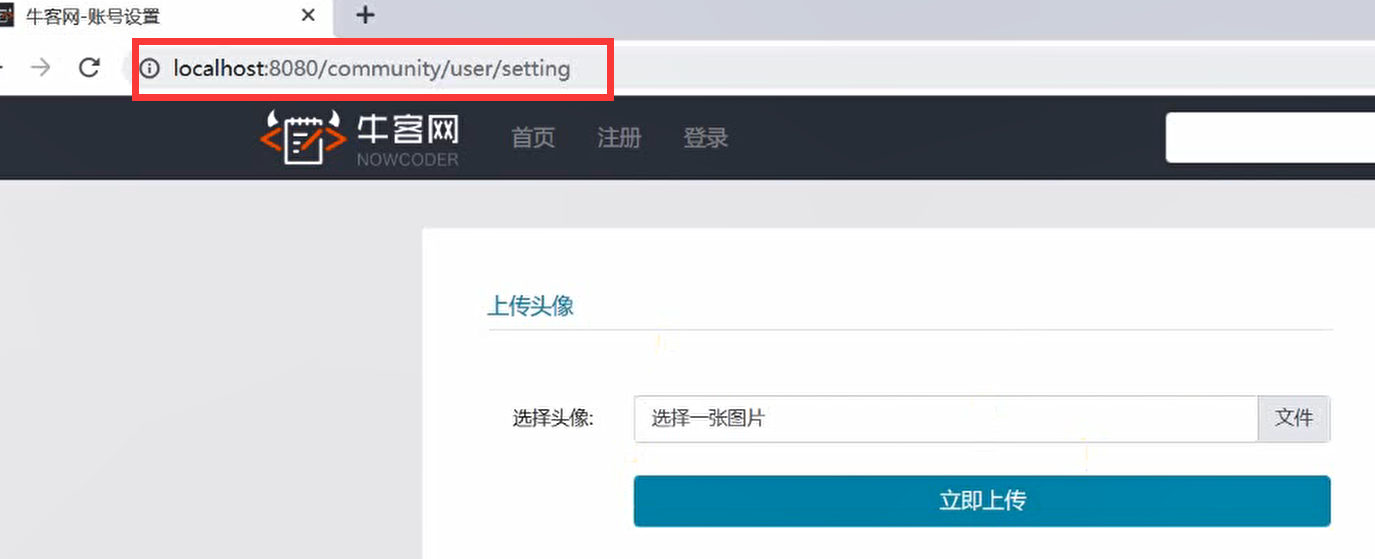 牛客网-账号设置
localhost:8080/community/user/setting
牛客网 首页 注册 登录
NOWCODER
上传头像
选择头像: 选择一张图片 文件
立即上传